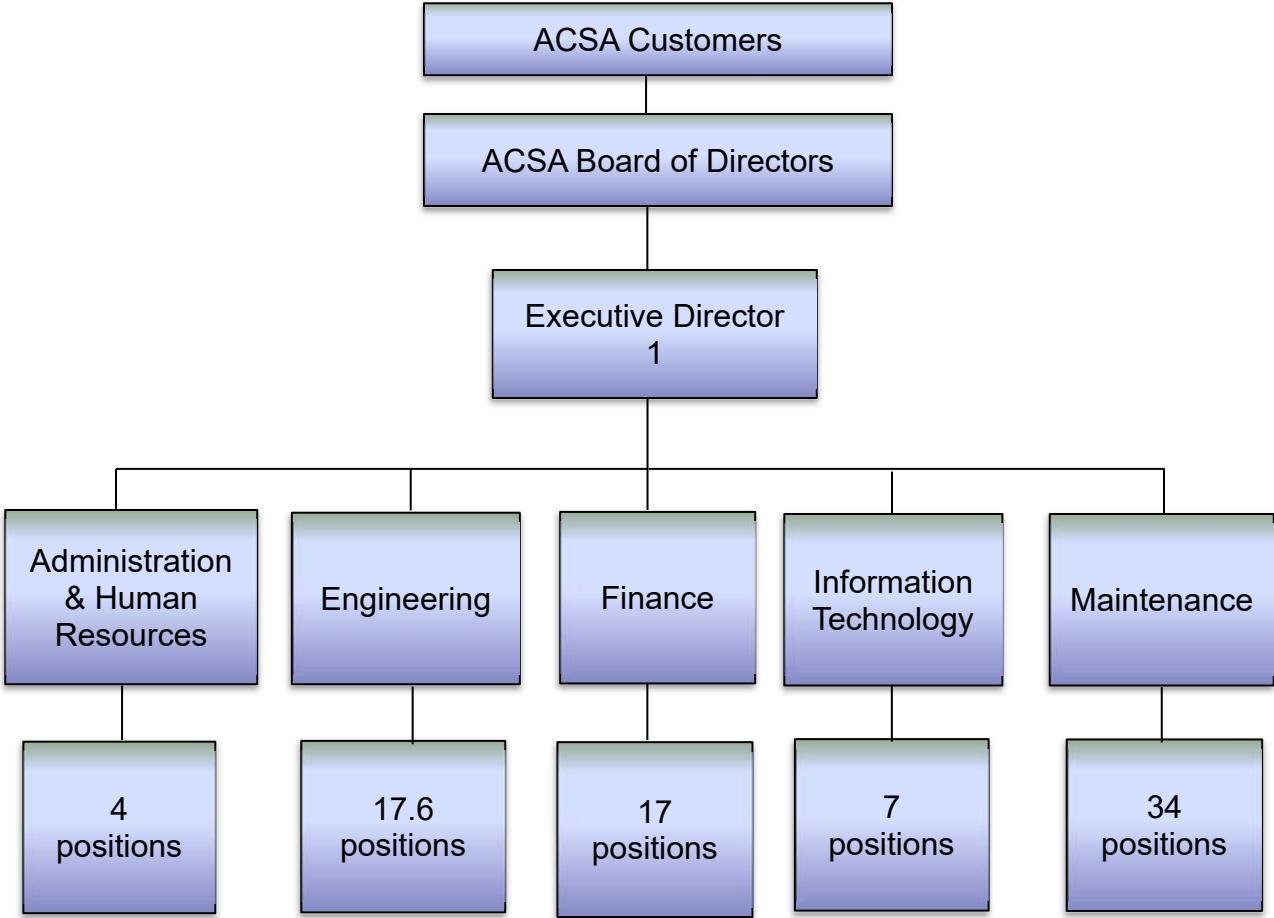 ACSA Customers
ACSA Board of Directors
Executive Director
1
Administration
& Human
Resources
Engineering
Finance
Information
Technology
Maintenance
4
positions
17.6
positions
17
positions
7
positions
34
positions